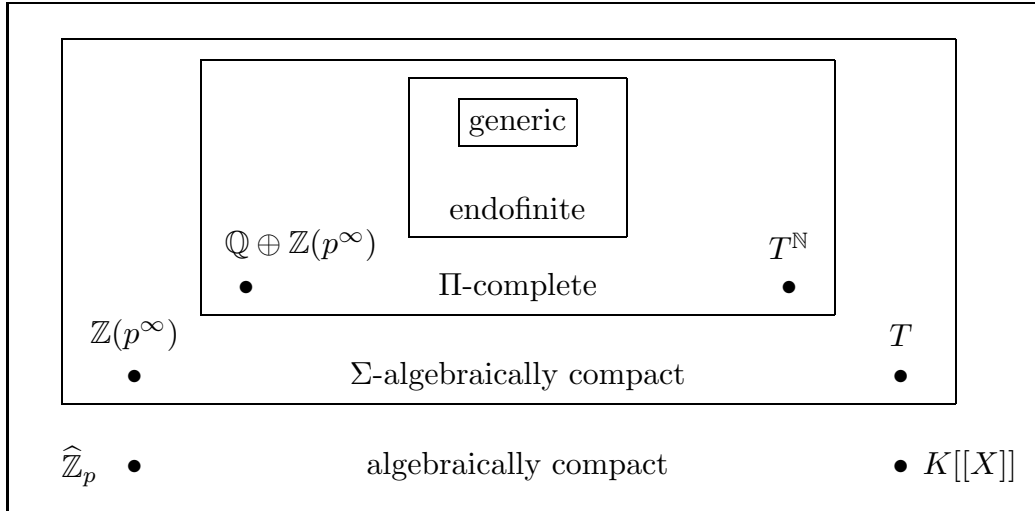 generic
endofinite
ℚ ⊕ ℤ(p^∞) T^ℕ
Π-complete
ℤ(p^∞) T
Σ-algebraically compact
ℤ̂_p algebraically compact K[[X]]